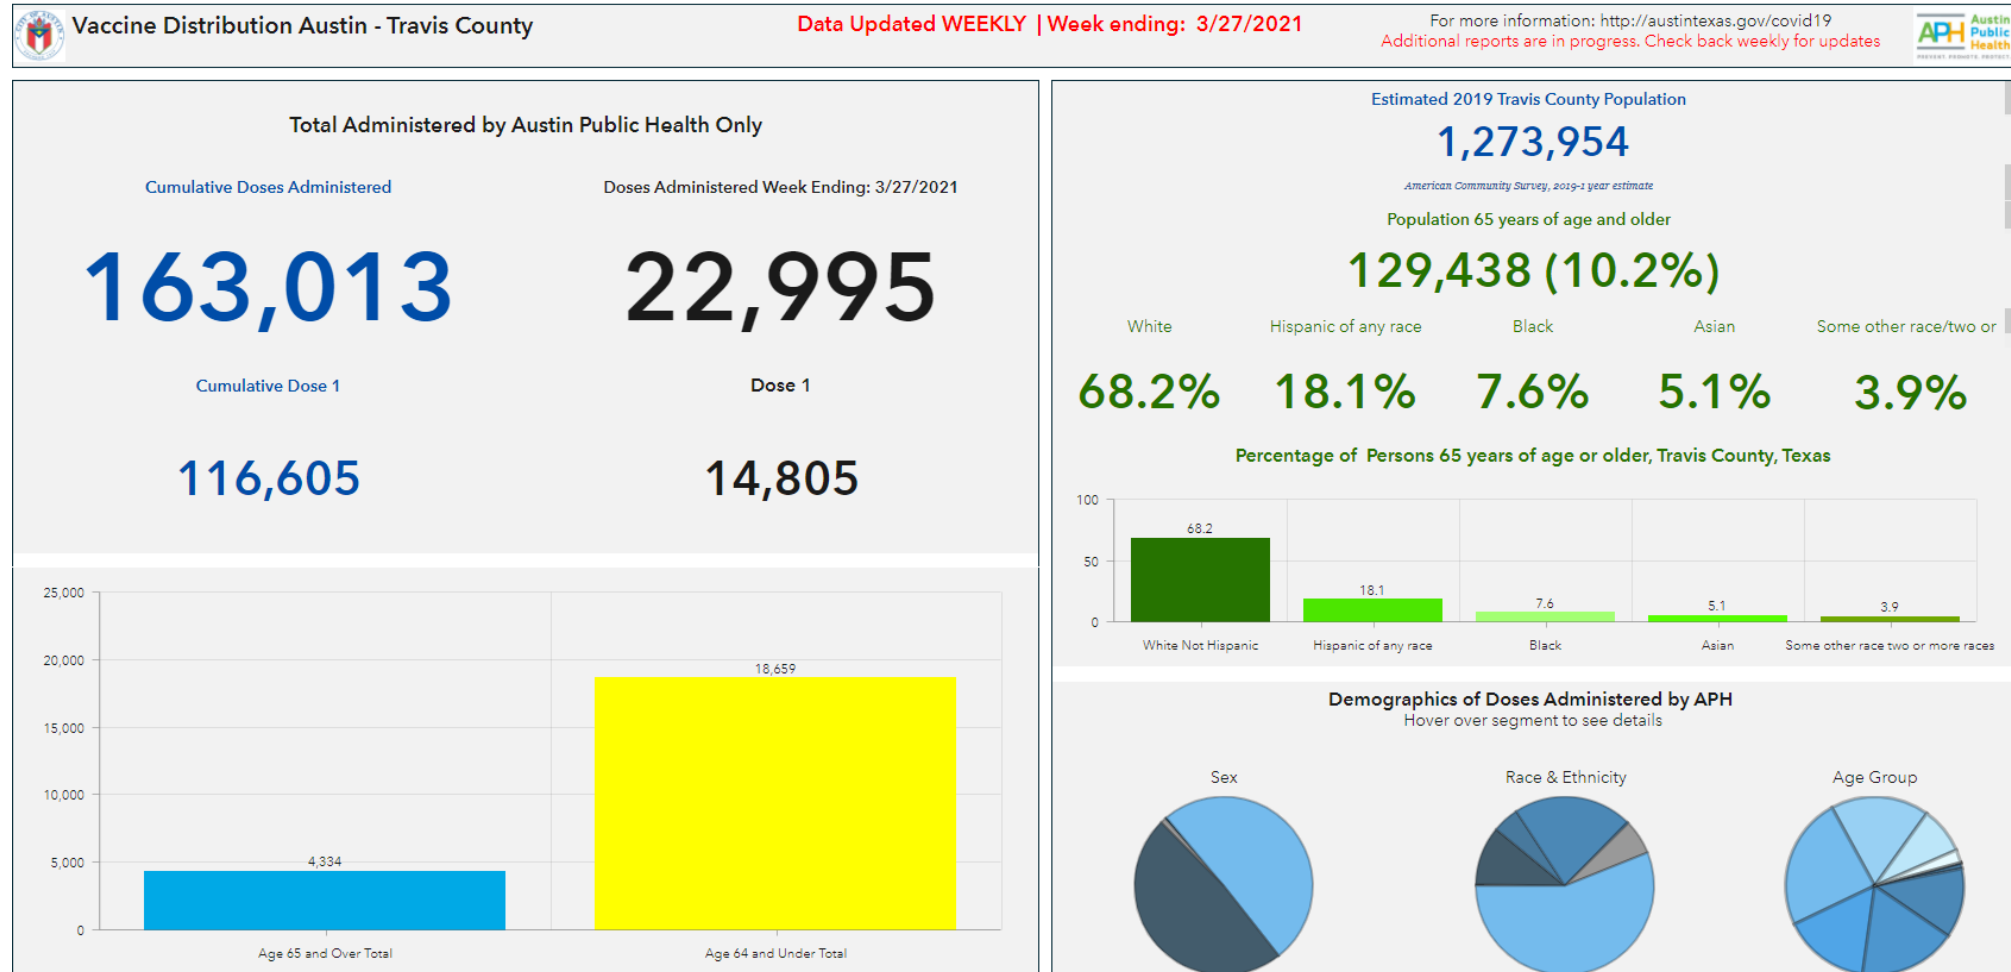 Vaccine Distribution Austin - Travis County
Data Updated WEEKLY | Week ending: 3/27/2021
For more information: http://austintexas.gov/covid19
Additional reports are in progress. Check back weekly for updates
APH Austin
Public
Health
PREVENT. PROMOTE. PROTECT.
Total Administered by Austin Public Health Only
Cumulative Doses Administered
Doses Administered Week Ending: 3/27/2021
163,013
22,995
Cumulative Dose 1
Dose 1
116,605
14,805
25,000
20,000
15,000
10,000
5,000
0
4,334
18,659
Age 65 and Over Total
Age 64 and Under Total
Estimated 2019 Travis County Population
1,273,954
American Community Survey, 2019-1 year estimate
Population 65 years of age and older
129,438 (10.2%)
White Hispanic of any race Black Asian Some other race/two or
68.2% 18.1% 7.6% 5.1% 3.9%
Percentage of Persons 65 years of age or older, Travis County, Texas
100
50
0
68.2
18.1
7.6
5.1
3.9
White Not Hispanic Hispanic of any race Black Asian Some other race two or more races
Demographics of Doses Administered by APH
Hover over segment to see details
Sex Race & Ethnicity Age Group